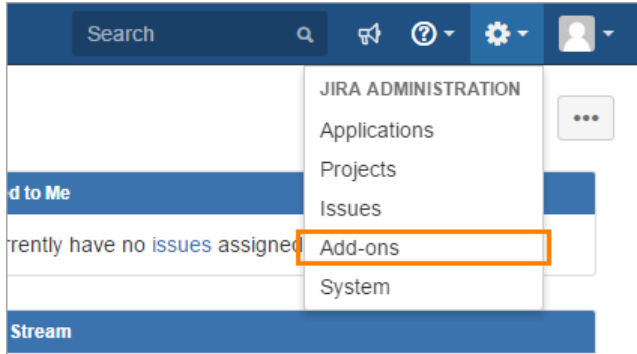 Search
JIRA ADMINISTRATION
Applications
Projects
Issues
Add-ons
System
d to Me
rrently have no issues assigned
Stream